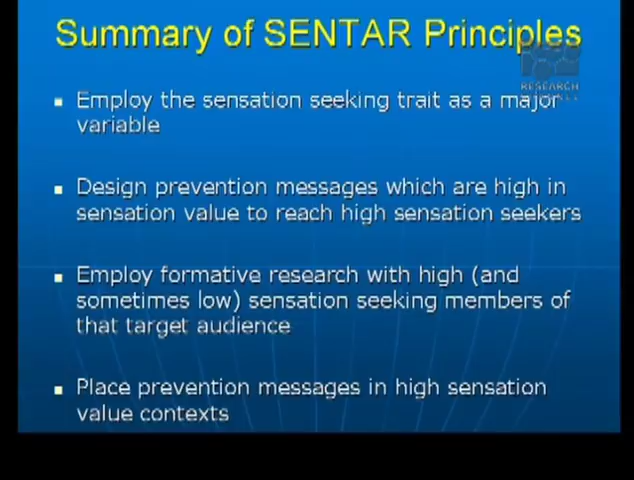 Summary of SENTAR Principles
RESEARCH
Employ the sensation seeking trait as a major
variable
Design prevention messages which are high in
sensation value to reach high sensation seekers
Employ formative research with high (and
sometimes low) sensation seeking members of
that target audience
Place prevention messages in high sensation
value contexts